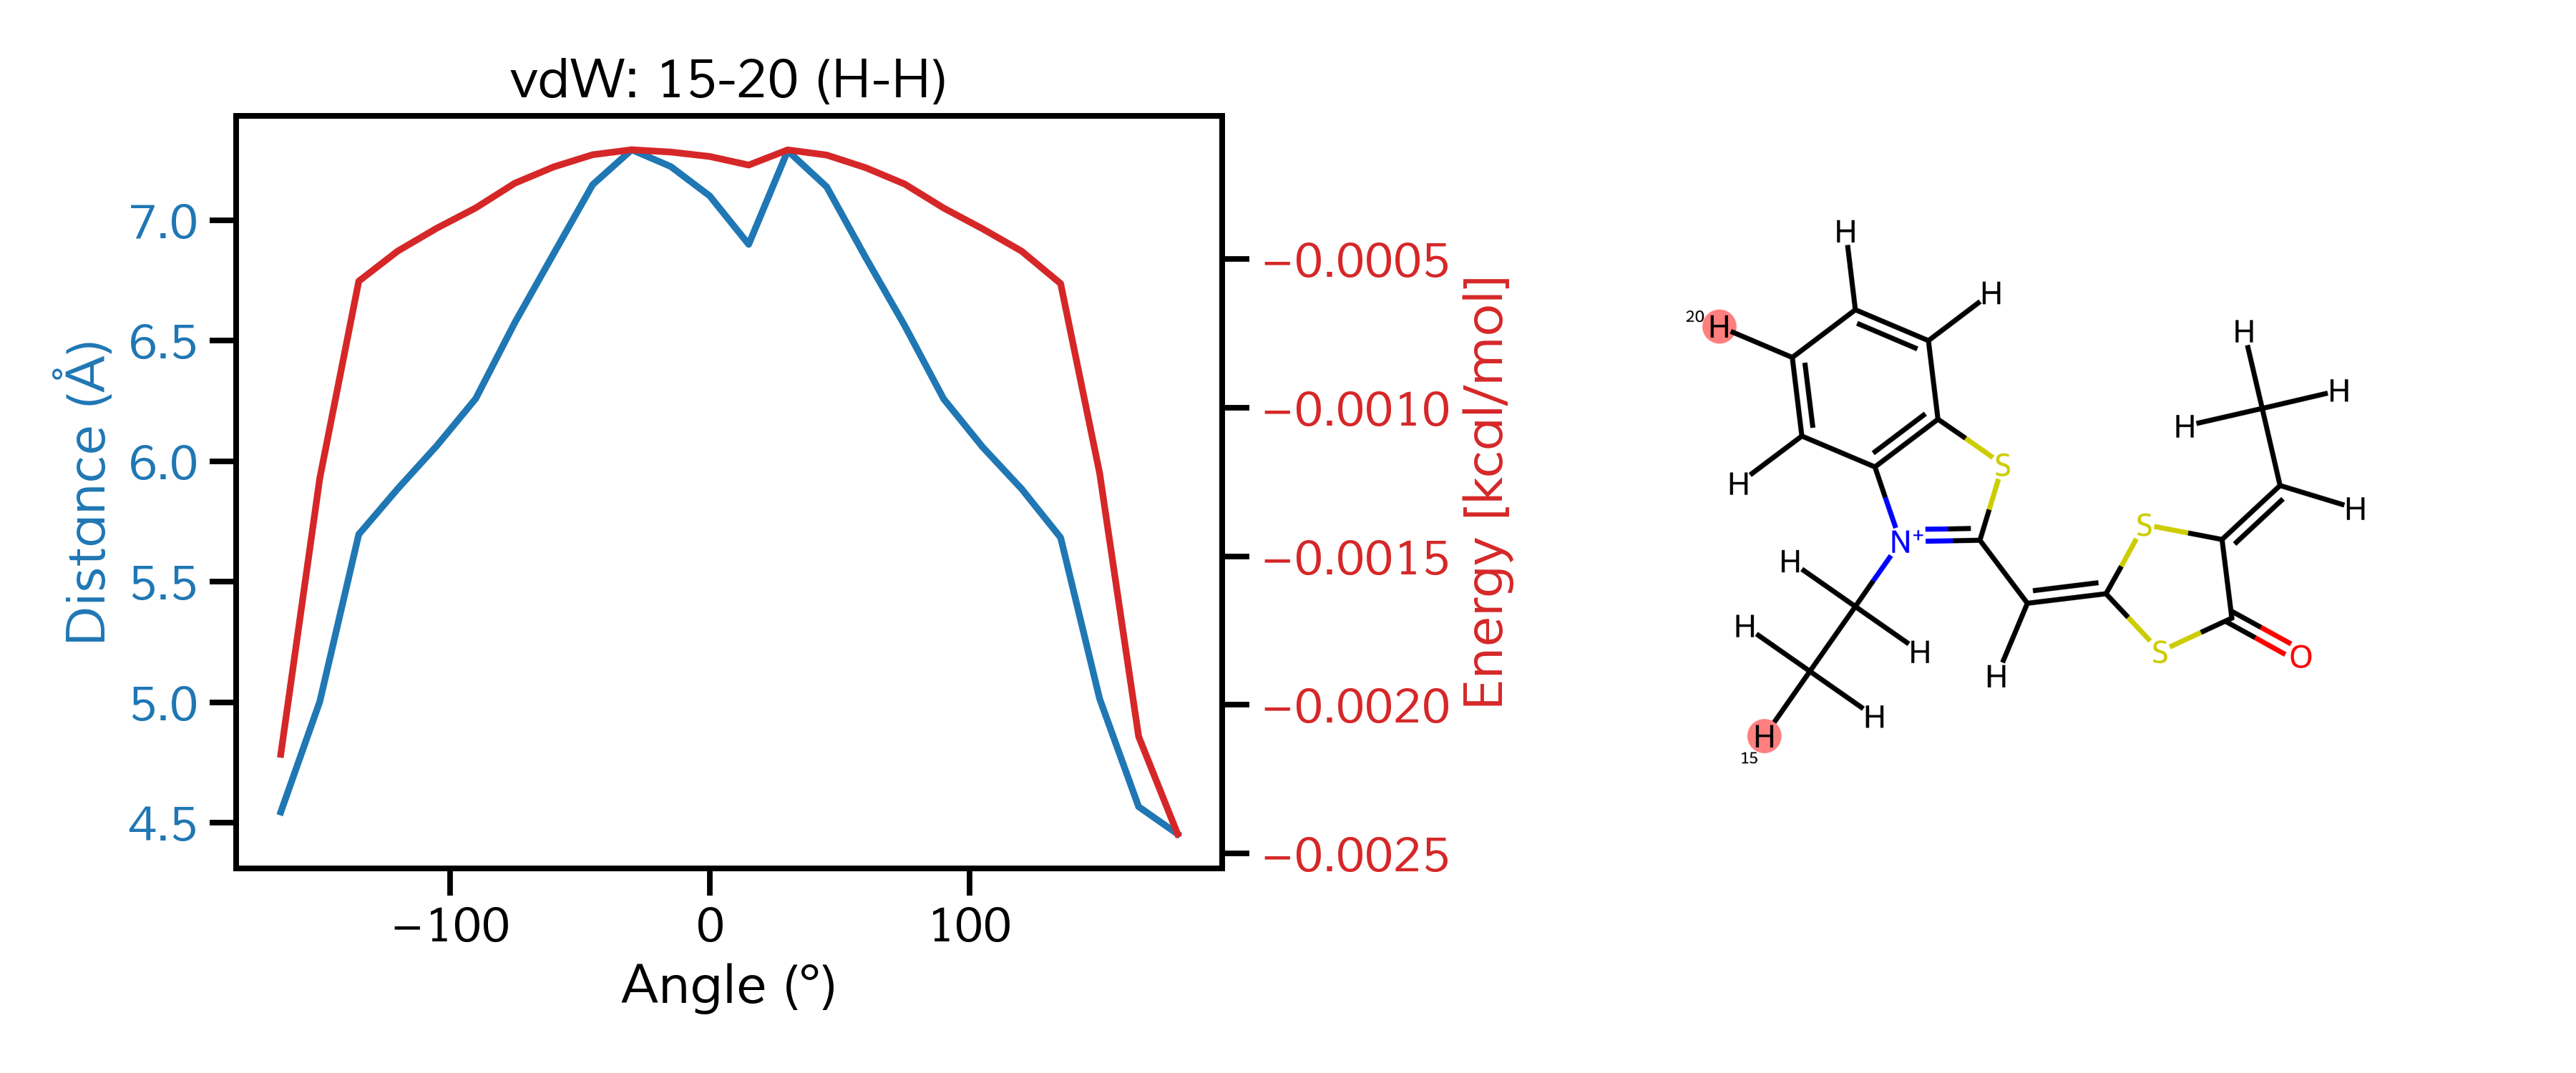 vdW: 15-20 (H-H)
Distance (Å)
7.0
6.5
6.0
5.5
5.0
4.5
−100
0
100
Angle (°)
−0.0005
−0.0010
−0.0015
−0.0020
−0.0025
Energy [kcal/mol]
H
H
20 H
H
H
H
H
S
S
H
N+
H
H
H
S
O
H
H
H
15